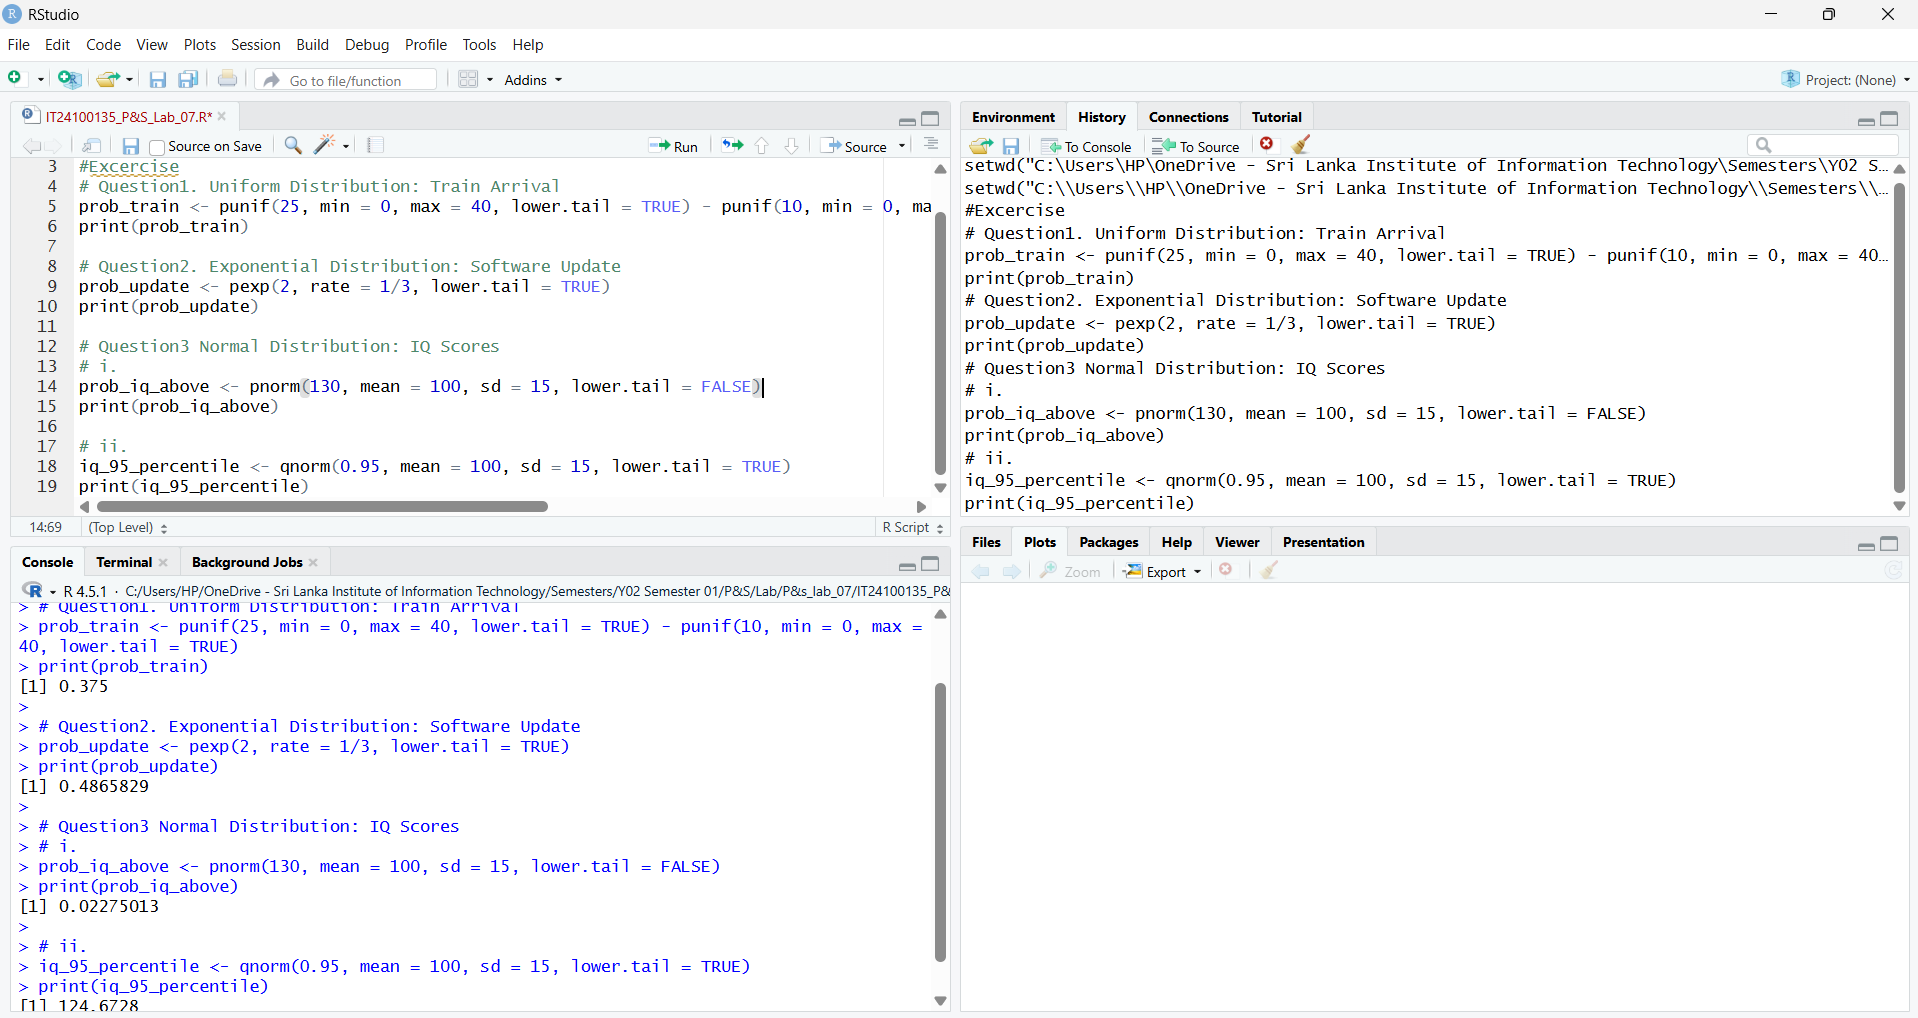 RStudio
File Edit Code View Plots Session Build Debug Profile Tools Help
Go to file/function Addins Project: (None)
IT24100135_P&S_Lab_07.R*
Source on Save Run Source
3 #Excercise
4 # Question1. Uniform Distribution: Train Arrival
5 prob_train <- punif(25, min = 0, max = 40, lower.tail = TRUE) - punif(10, min = 0, ma
6 print(prob_train)
7
8 # Question2. Exponential Distribution: Software Update
9 prob_update <- pexp(2, rate = 1/3, lower.tail = TRUE)
10 print(prob_update)
11
12 # Question3 Normal Distribution: IQ Scores
13 # i.
14 prob_iq_above <- pnorm(130, mean = 100, sd = 15, lower.tail = FALSE)
15 print(prob_iq_above)
16
17 # ii.
18 iq_95_percentile <- qnorm(0.95, mean = 100, sd = 15, lower.tail = TRUE)
19 print(iq_95_percentile)
14:69 (Top Level) R Script
Console Terminal Background Jobs
R 4.5.1 · C:/Users/HP/OneDrive - Sri Lanka Institute of Information Technology/Semesters/Y02 Semester 01/P&S/Lab/P&s_lab_07/IT24100135_P&
> # Question1. Uniform Distribution: Train Arrival
> prob_train <- punif(25, min = 0, max = 40, lower.tail = TRUE) - punif(10, min = 0, max =
40, lower.tail = TRUE)
> print(prob_train)
[1] 0.375
>
> # Question2. Exponential Distribution: Software Update
> prob_update <- pexp(2, rate = 1/3, lower.tail = TRUE)
> print(prob_update)
[1] 0.4865829
>
> # Question3 Normal Distribution: IQ Scores
> # i.
> prob_iq_above <- pnorm(130, mean = 100, sd = 15, lower.tail = FALSE)
> print(prob_iq_above)
[1] 0.02275013
>
> # ii.
> iq_95_percentile <- qnorm(0.95, mean = 100, sd = 15, lower.tail = TRUE)
> print(iq_95_percentile)
[1] 124.6728
Environment History Connections Tutorial
To Console To Source
setwd("C:\Users\HP\OneDrive - Sri Lanka Institute of Information Technology\Semesters\Y02 S…
setwd("C:\\Users\\HP\\OneDrive - Sri Lanka Institute of Information Technology\\Semesters\\…
#Excercise
# Question1. Uniform Distribution: Train Arrival
prob_train <- punif(25, min = 0, max = 40, lower.tail = TRUE) - punif(10, min = 0, max = 40…
print(prob_train)
# Question2. Exponential Distribution: Software Update
prob_update <- pexp(2, rate = 1/3, lower.tail = TRUE)
print(prob_update)
# Question3 Normal Distribution: IQ Scores
# i.
prob_iq_above <- pnorm(130, mean = 100, sd = 15, lower.tail = FALSE)
print(prob_iq_above)
# ii.
iq_95_percentile <- qnorm(0.95, mean = 100, sd = 15, lower.tail = TRUE)
print(iq_95_percentile)
Files Plots Packages Help Viewer Presentation
Zoom Export